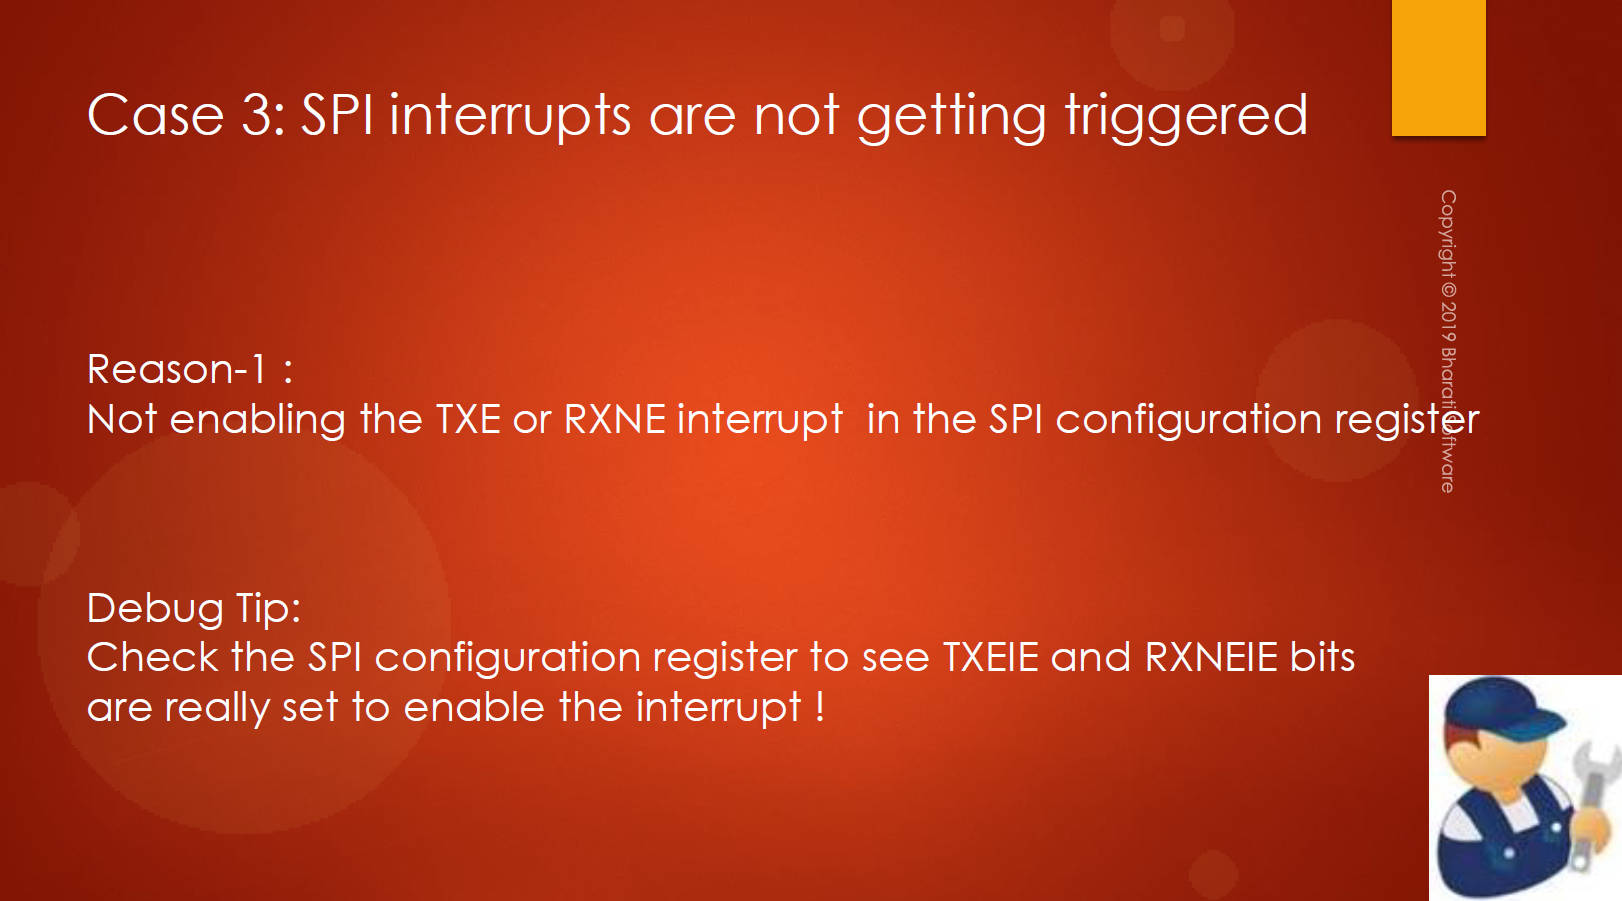 Case 3: SPI interrupts are not getting triggered
Reason-1 :
Not enabling the TXE or RXNE interrupt  in the SPI configuration register
Debug Tip:
Check the SPI configuration register to see TXEIE and RXNEIE bits
are really set to enable the interrupt !
Copyright © 2019 Bharati Software